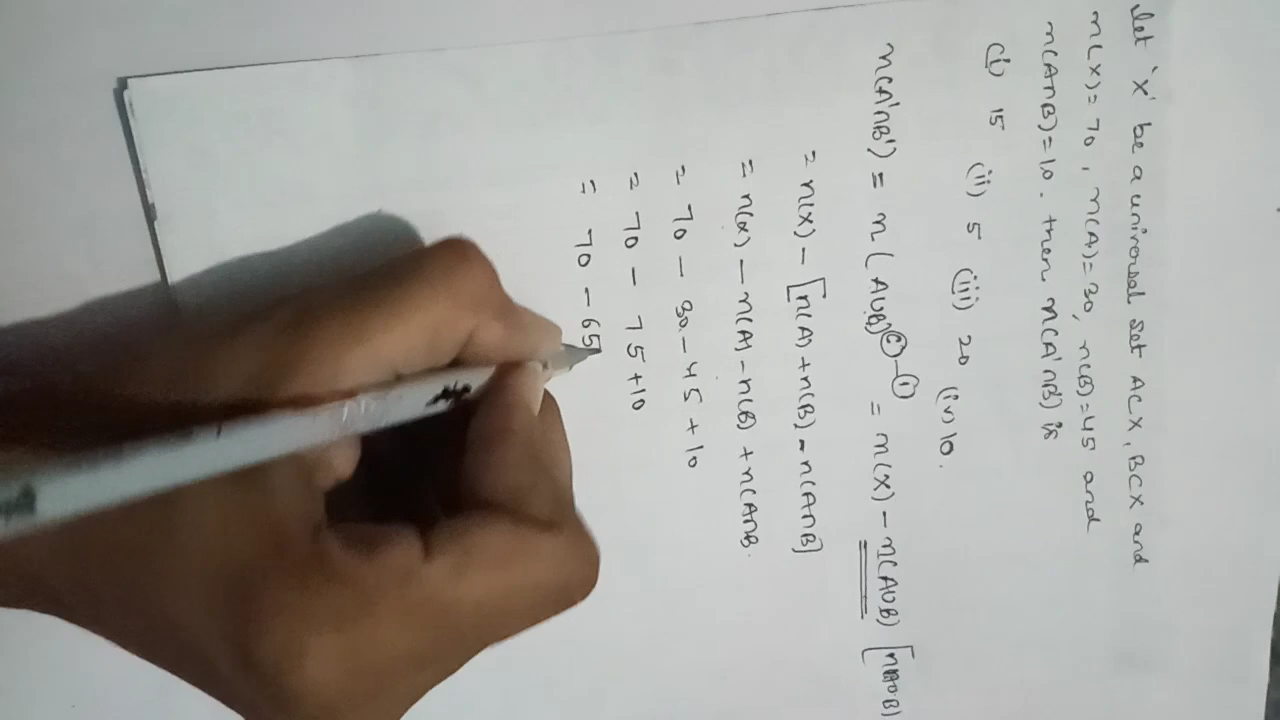 Let 'X' be a universal set A⊂X, B⊂X and
n(X)=70, n(A)=30, n(B)=45 and
n(A∩B)=10. then n(A'∩B') is
(i) 15 (ii) 5 (iii) 20 (iv) 10.
n(A'∩B') = n(A∪B)ᶜ —① = n(X) - n(A∪B)
= n(X) - [n(A)+n(B)-n(A∩B)]
= n(X) - n(A) - n(B) + n(A∩B.
= 70 - 30 - 45 + 10
= 70 - 75 + 10
= 70 - 65